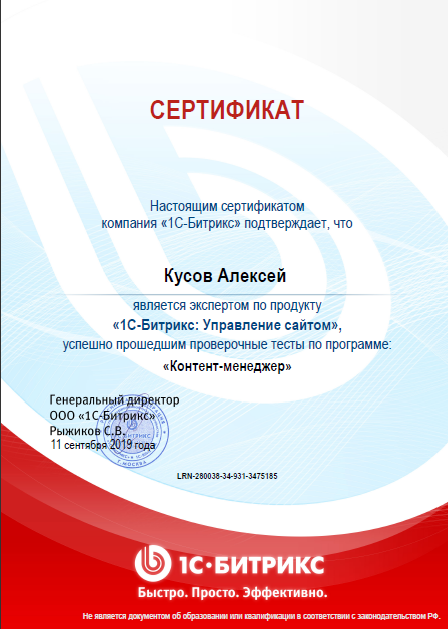 СЕРТИФИКАТ
Настоящим сертификатом
компания «1С-Битрикс» подтверждает, что
Кусов Алексей
является экспертом по продукту
«1С-Битрикс: Управление сайтом»,
успешно прошедшим проверочные тесты по программе:
«Контент-менеджер»
Генеральный директор
ООО «1С-Битрикс»
Рыжиков С.В.
11 сентября 2019 года
г. МОСКВА
LRN-280038-34-931-3475185
1С·БИТРИКС
Быстро. Просто. Эффективно.
Не является документом об образовании или квалификации в соответствии с законодательством РФ.